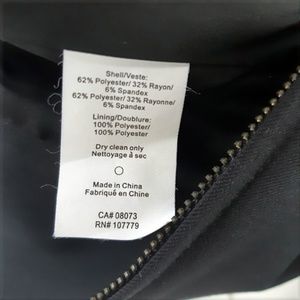 Shell/Veste:
62% Polyester/ 32% Rayon/
6% Spandex
62% Polyester/ 32% Rayonne/
6% Spandex
Lining/Doublure:
100% Polyester/
100% Polyester
Dry clean only
Nettoyage à sec
Made in China
Fabriqué en Chine
CA# 08073
RN# 107779